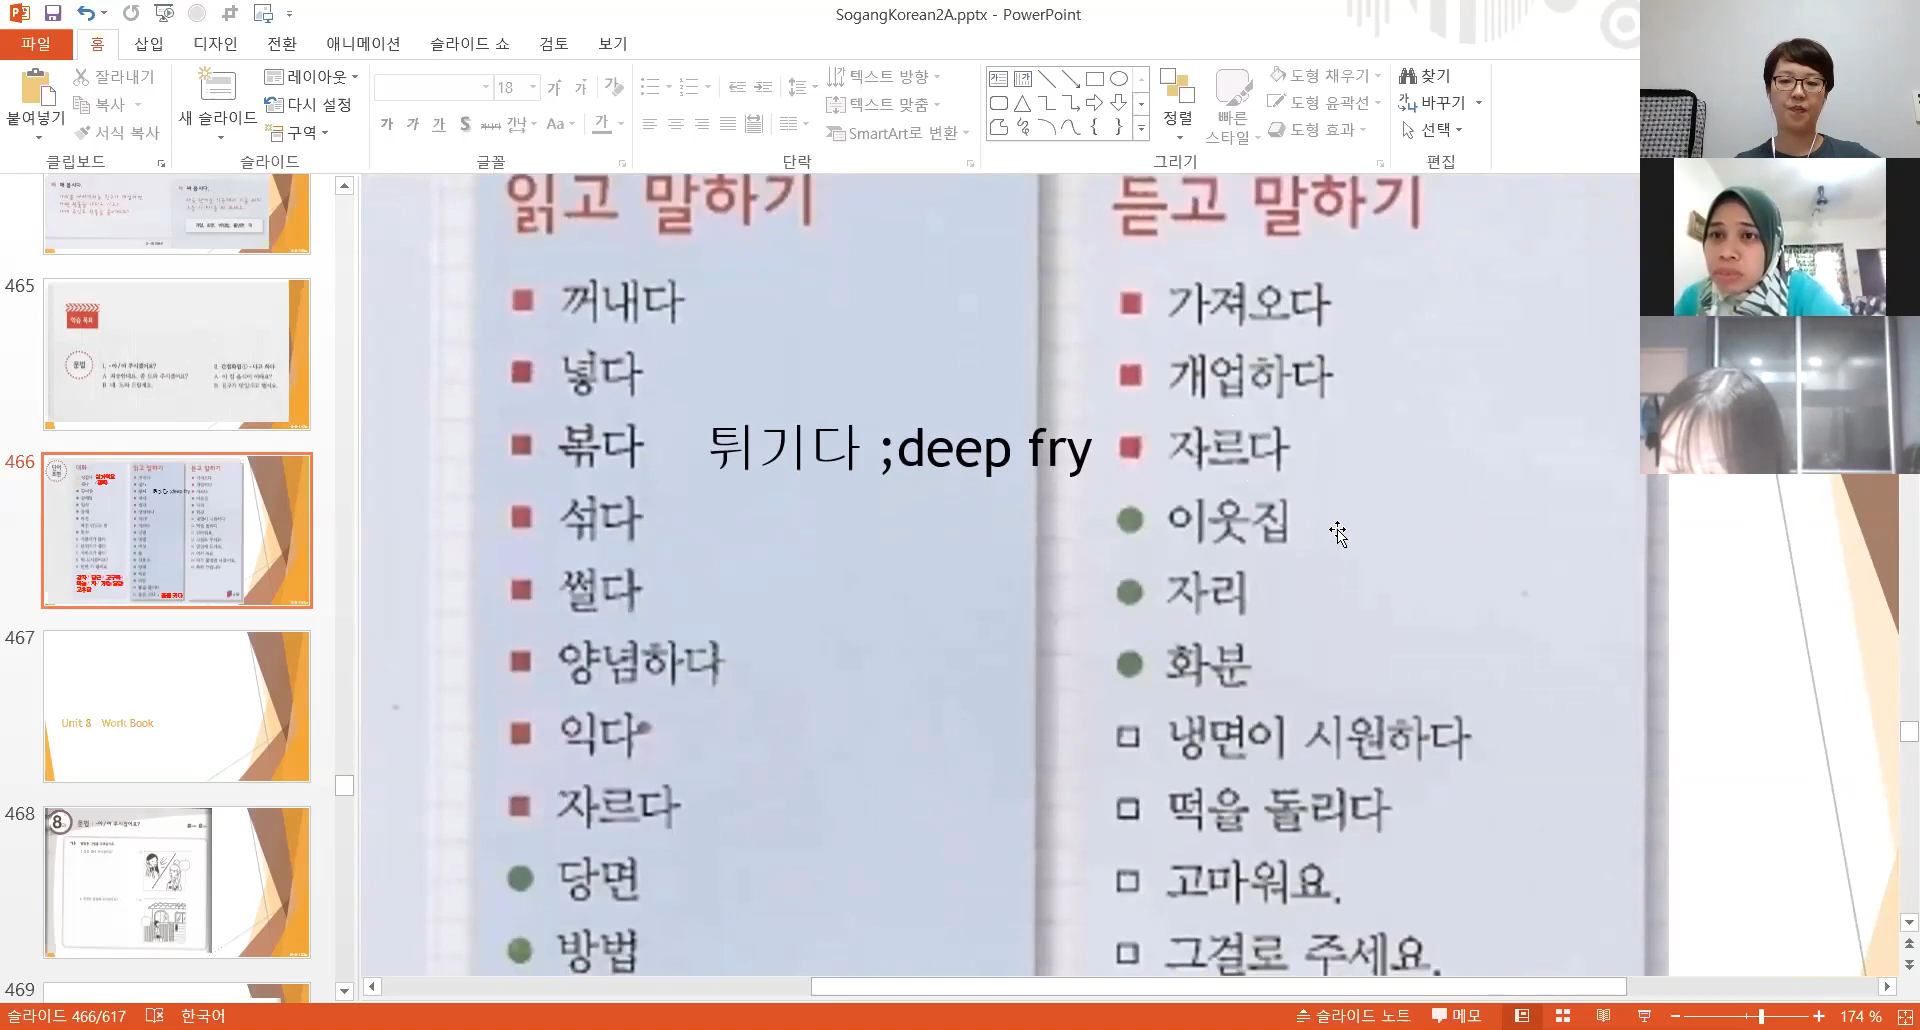 SogangKorean2A.pptx - PowerPoint
파일 홈 삽입 디자인 전환 애니메이션 슬라이드 쇼 검토 보기
붙여넣기
잘라내기
복사
서식 복사
클립보드
새 슬라이드
레이아웃
다시 설정
구역
슬라이드
18
글꼴
텍스트 방향
텍스트 맞춤
SmartArt로 변환
단락
정렬
빠른 스타일
도형 채우기
도형 윤곽선
도형 효과
그리기
찾기
바꾸기
선택
편집
465
466
467
Unit 8 Work Book
468
469
읽고 말하기
꺼내다
넣다
볶다
튀기다 ;deep fry
섞다
썰다
양념하다
익다
자르다
당면
방법
듣고 말하기
가져오다
개업하다
자르다
이웃집
자리
화분
냉면이 시원하다
떡을 돌리다
고마워요.
그걸로 주세요.
슬라이드 466/617 한국어
슬라이드 노트 메모 174 %